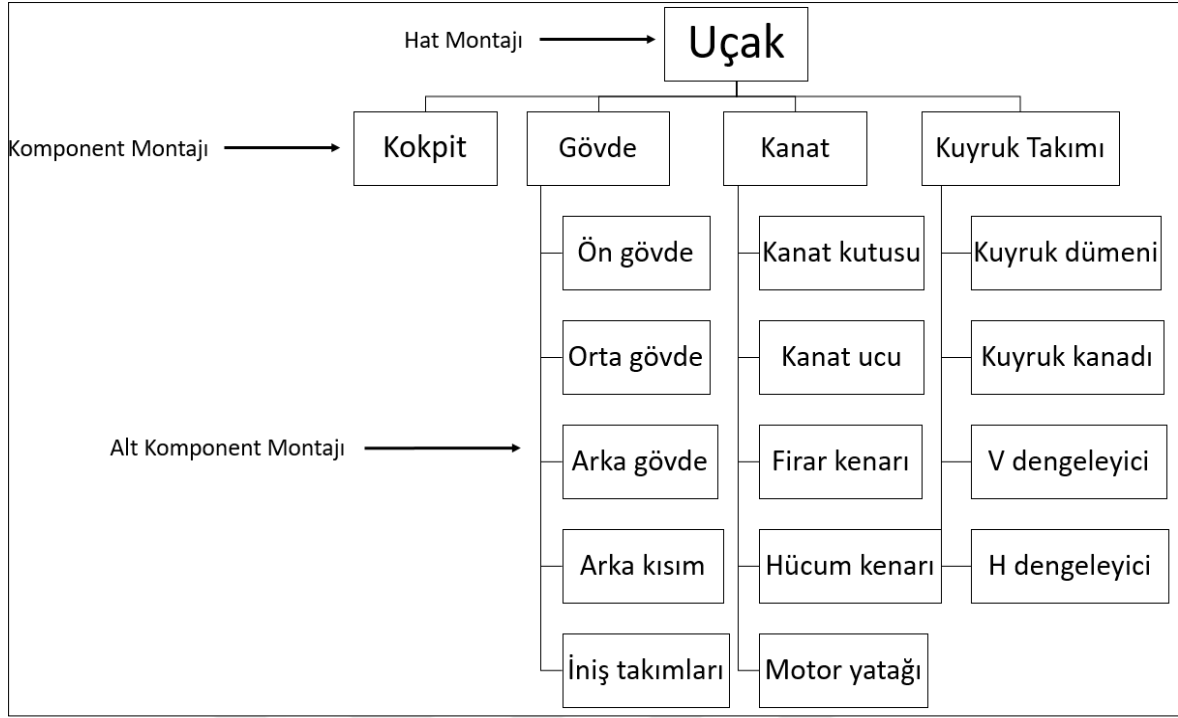 Hat Montajı
Uçak
Komponent Montajı
Kokpit
Gövde
Kanat
Kuyruk Takımı
Ön gövde
Kanat kutusu
Kuyruk dümeni
Orta gövde
Kanat ucu
Kuyruk kanadı
Alt Komponent Montajı
Arka gövde
Firar kenarı
V dengeleyici
Arka kısım
Hücum kenarı
H dengeleyici
İniş takımları
Motor yatağı